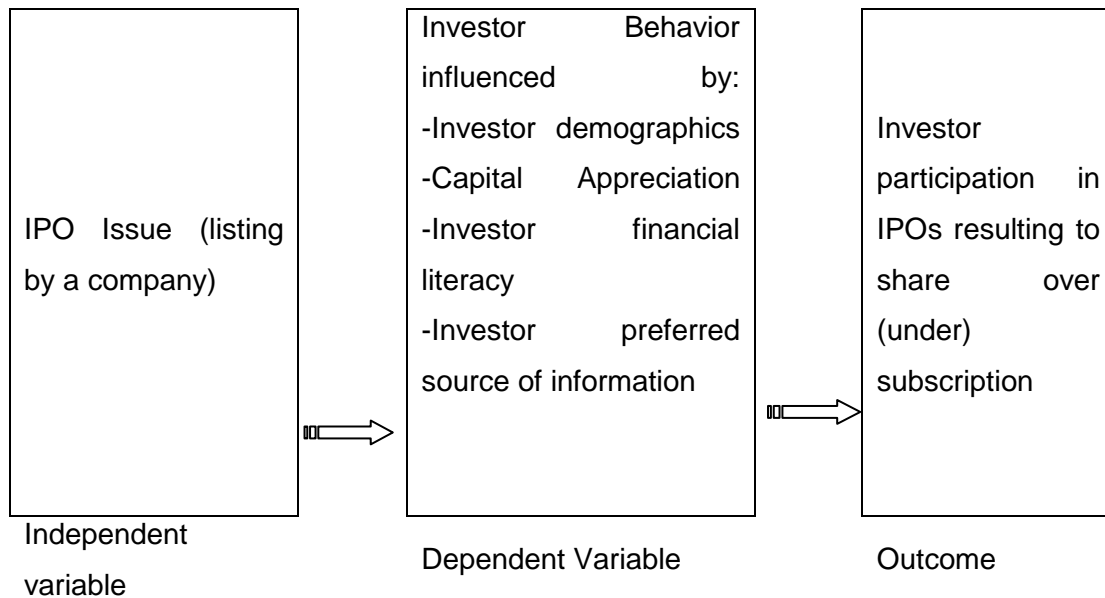 IPO Issue (listing
by a company)
Independent
variable
Investor Behavior
influenced by:
-Investor demographics
-Capital Appreciation
-Investor financial
literacy
-Investor preferred
source of information
Dependent Variable
Investor
participation in
IPOs resulting to
share over
(under)
subscription
Outcome